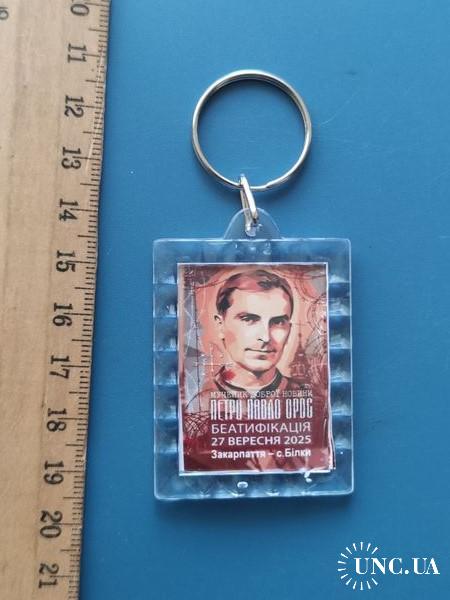 10
11
12
13
14
15
16
17
18
19
20
21
МУЧЕНИК ДОБРОЇ НОВИНИ
ПЕТРО ПАВЛО ОРОС
БЕАТИФІКАЦІЯ
27 ВЕРЕСНЯ 2025
Закарпаття – с.Білки
UNC.UA